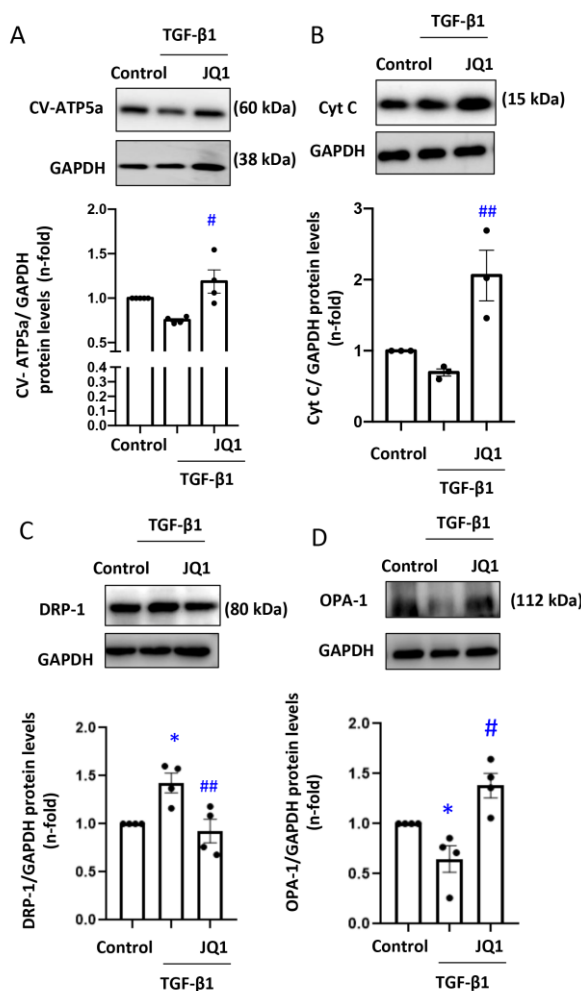 A
TGF-β1
Control JQ1
CV-ATP5a
(60 kDa)
GAPDH
(38 kDa)
CV- ATP5a/ GAPDH
protein levels (n-fold)
2.0
1.5
1.0
0.5
0.4
0.3
0.2
0.1
0.0
#
Control JQ1
TGF-β1
B
TGF-β1
Control JQ1
Cyt C
(15 kDa)
GAPDH
Cyt C/ GAPDH protein levels
(n-fold)
3
2
1
0
##
Control JQ1
TGF-β1
C
TGF-β1
Control JQ1
DRP-1
(80 kDa)
GAPDH
DRP-1/GAPDH protein levels
(n-fold)
2.0
1.5
1.0
0.5
0.0
*
##
Control JQ1
TGF-β1
D
TGF-β1
Control JQ1
OPA-1
(112 kDa)
GAPDH
OPA-1/GAPDH protein levels
(n-fold)
2.0
1.5
1.0
0.5
0.0
*
#
Control JQ1
TGF-β1